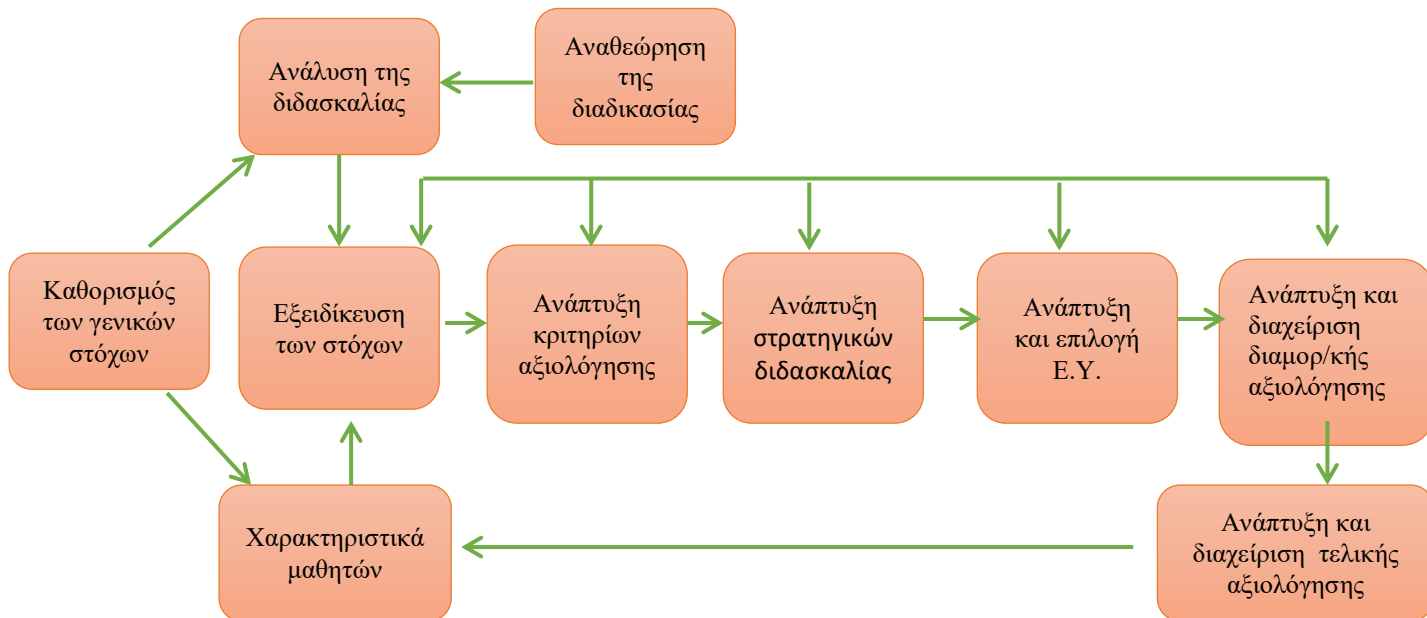 Ανάλυση της
διδασκαλίας
Αναθεώρηση
της
διαδικασίας
Καθορισμός
των γενικών
στόχων
Εξειδίκευση
των στόχων
Ανάπτυξη
κριτηρίων
αξιολόγησης
Ανάπτυξη
στρατηγικών
διδασκαλίας
Ανάπτυξη
και επιλογή
Ε.Υ.
Ανάπτυξη και
διαχείριση
διαμορ/κής
αξιολόγησης
Χαρακτηριστικά
μαθητών
Ανάπτυξη και
διαχείριση τελικής
αξιολόγησης